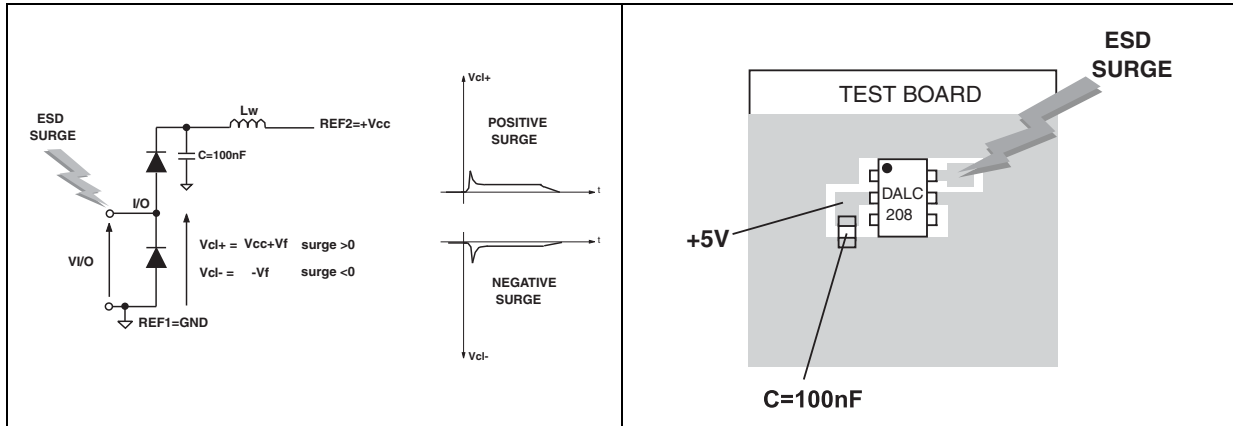 ESD
SURGE
Lw
REF2=+Vcc
C=100nF
I/O
VI/O
Vcl+ = Vcc+Vf surge >0
Vcl- = -Vf surge <0
REF1=GND
Vcl+
POSITIVE
SURGE
t
t
NEGATIVE
SURGE
Vcl-
ESD
SURGE
TEST BOARD
DALC
208
+5V
C=100nF